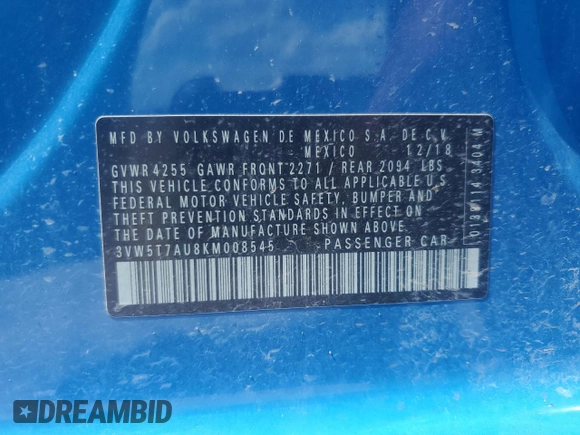 MFD BY VOLKSWAGEN DE MEXICO S.A. DE C.V.
MEXICO 12/18
GVWR 4255 GAWR FRONT 2271 / REAR 2094 LBS
THIS VEHICLE CONFORMS TO ALL APPLICABLE U S
FEDERAL MOTOR VEHICLE SAFETY, BUMPER AND
THEFT PREVENTION STANDARDS IN EFFECT ON
THE DATE OF MANUFACTURE SHOWN ABOVE
3VW5T7AU8KM008545 PASSENGER CAR
DREAMBID